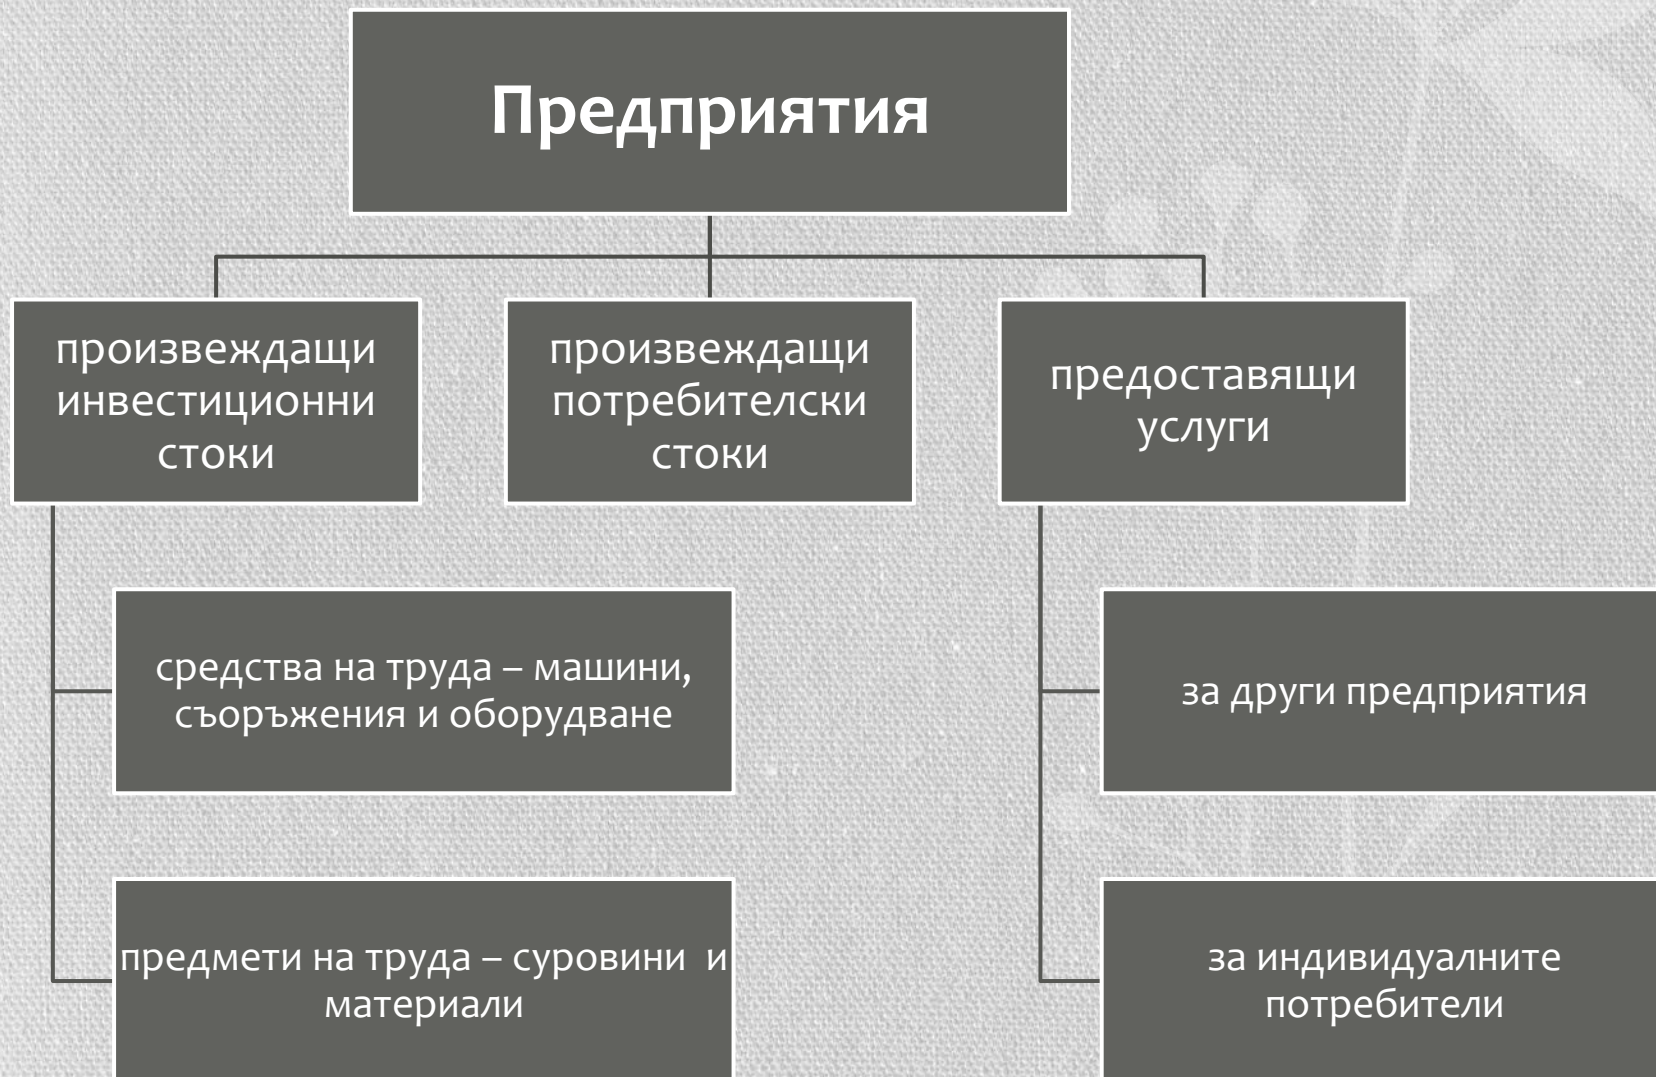 Предприятия
произвеждащи
инвестиционни
стоки
произвеждащи
потребителски
стоки
предоставящи
услуги
средства на труда – машини,
съоръжения и оборудване
предмети на труда – суровини  и
материали
за други предприятия
за индивидуалните
потребители